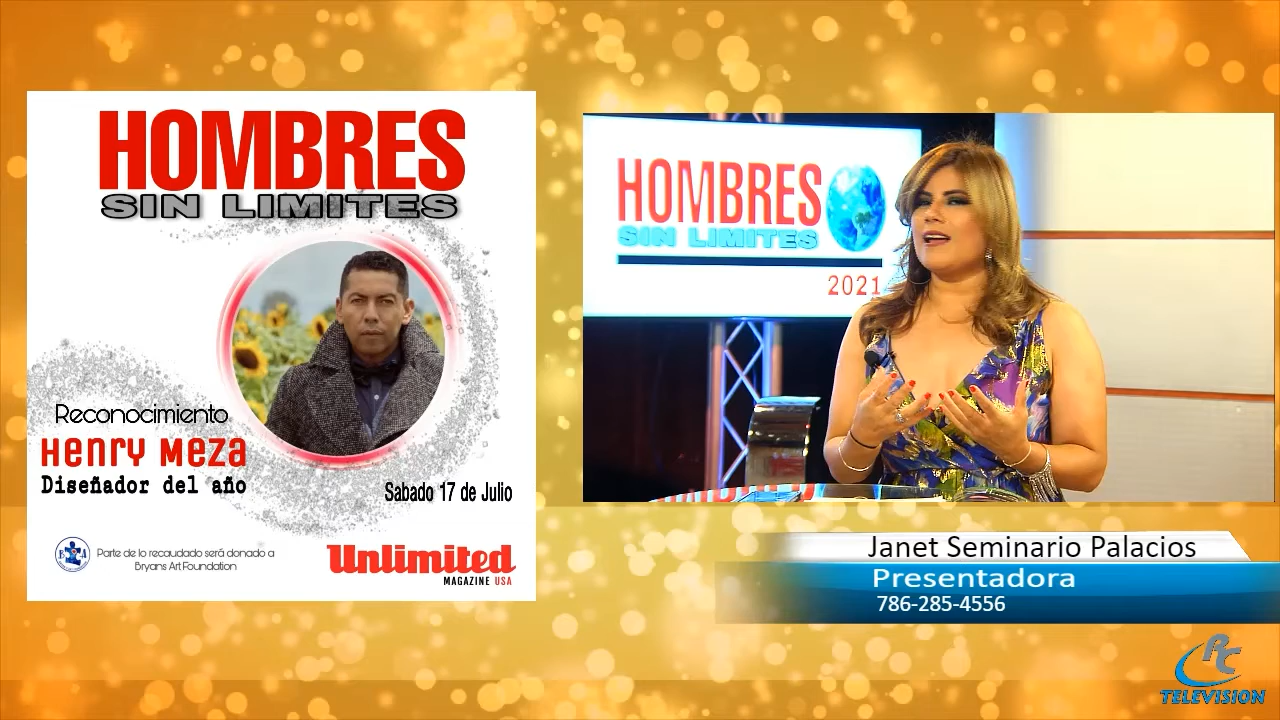 HOMBRES
SIN LIMITES
Reconocimiento
Henry Meza
Diseñador del año
Sabado 17 de Julio
Parte de lo recaudado será donado a
Bryans Art Foundation
Unlimited
MAGAZINE USA
HOMBRES
SIN LIMITES
2021
Janet Seminario Palacios
Presentadora
786-285-4556
RC
TELEVISION